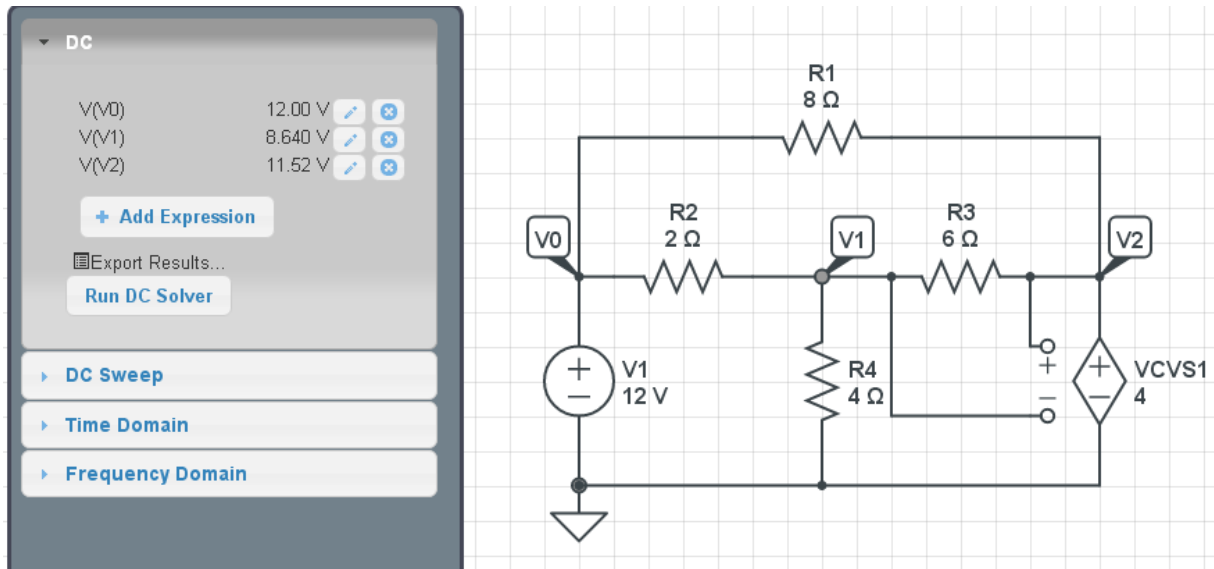 DC
V(V0) 12.00 V
V(V1) 8.640 V
V(V2) 11.52 V
+ Add Expression
Export Results...
Run DC Solver
DC Sweep
Time Domain
Frequency Domain
R1
8 Ω
R2
2 Ω
R3
6 Ω
V0
V1
V2
V1
12 V
R4
4 Ω
+
−
VCVS1
4